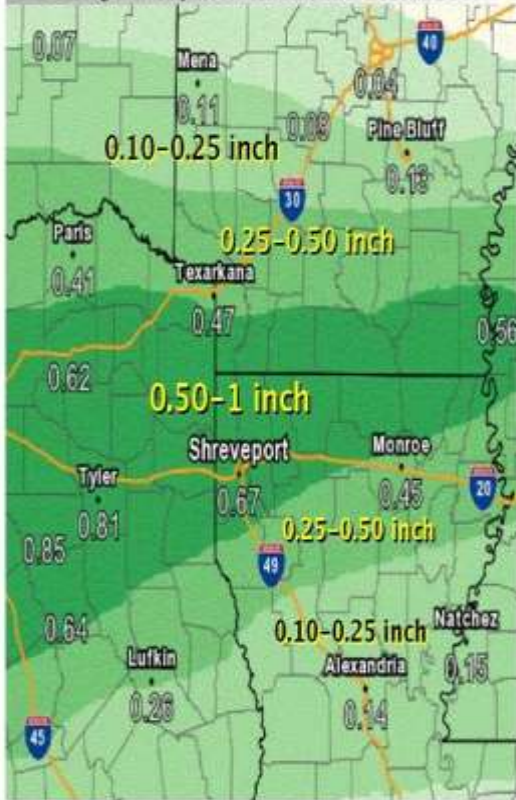 40
0.07
Mena
0.04
0.11
0.09
Pine Bluff
0.10-0.25 inch
0.13
30
Paris
0.25-0.50 inch
0.41
Texarkana
0.47
0.56
0.62
0.50-1 inch
Shreveport
Monroe
Tyler
0.67
0.45
20
0.81
0.25-0.50 inch
0.85
49
0.64
0.10-0.25 inch
Natchez
Lufkin
Alexandria
0.15
0.26
0.14
45